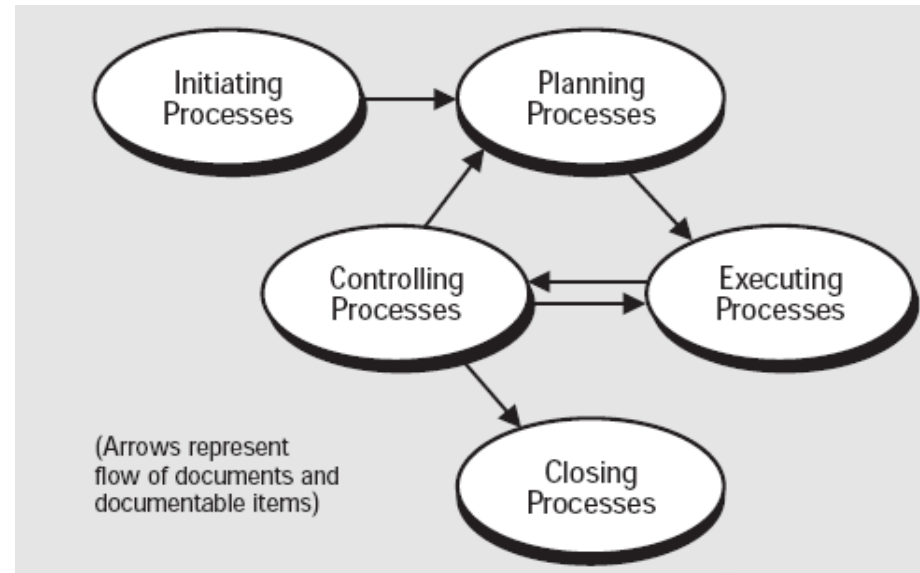 Initiating
Processes
Planning
Processes
Controlling
Processes
Executing
Processes
(Arrows represent
flow of documents and
documentable items)
Closing
Processes